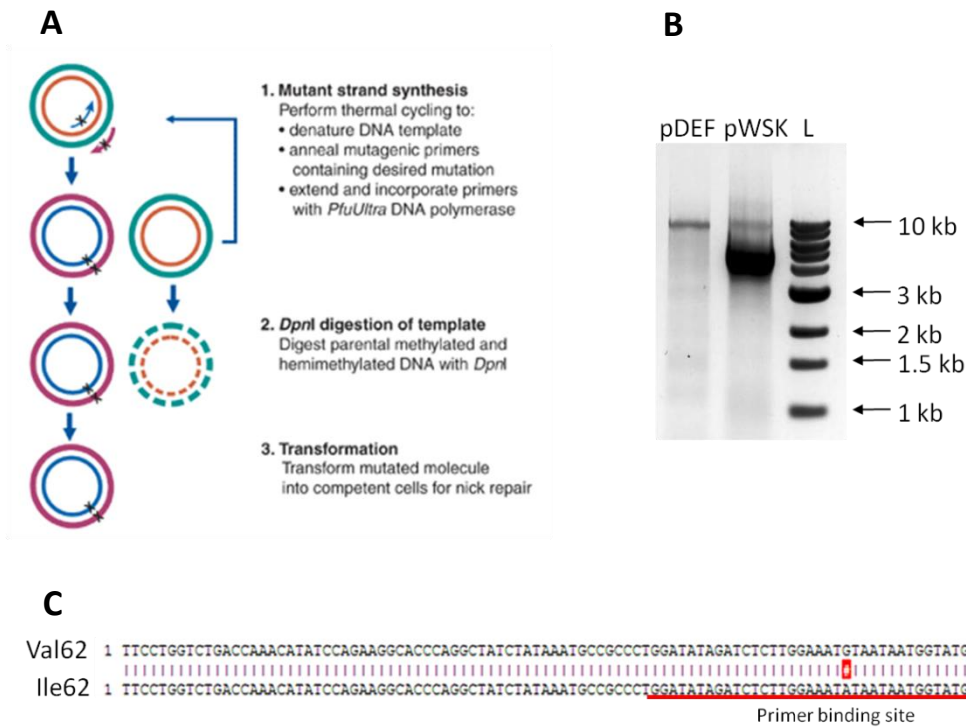 A
1. Mutant strand synthesis
Perform thermal cycling to:
• denature DNA template
• anneal mutagenic primers
containing desired mutation
• extend and incorporate primers
with PfuUltra DNA polymerase
2. DpnI digestion of template
Digest parental methylated and
hemimethylated DNA with DpnI
3. Transformation
Transform mutated molecule
into competent cells for nick repair
B
pDEF pWSK L
10 kb
3 kb
2 kb
1.5 kb
1 kb
C
Val62 1 TTCCTGGTCTGACCAAACATATCCAGAAGGCACCCAGGCTATCTATAAATGCCGCCCTGGATATAGATCTCTTGGAAATGTAATAATGGTATG
Ile62 1 TTCCTGGTCTGACCAAACATATCCAGAAGGCACCCAGGCTATCTATAAATGCCGCCCTGGATATAGATCTCTTGGAAATATAATAATGGTATG
Primer binding site